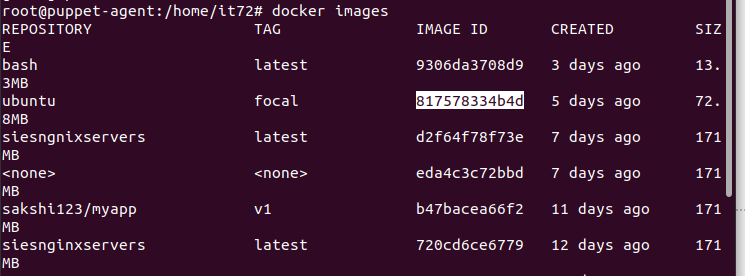 root@puppet-agent:/home/it72# docker images
REPOSITORY TAG IMAGE ID CREATED SIZ
E
bash latest 9306da3708d9 3 days ago 13.
3MB
ubuntu focal 817578334b4d 5 days ago 72.
8MB
siesngnixservers latest d2f64f78f73e 7 days ago 171
MB
<none> <none> eda4c3c72bbd 7 days ago 171
MB
sakshi123/myapp v1 b47bacea66f2 11 days ago 171
MB
siesnginxservers latest 720cd6ce6779 12 days ago 171
MB